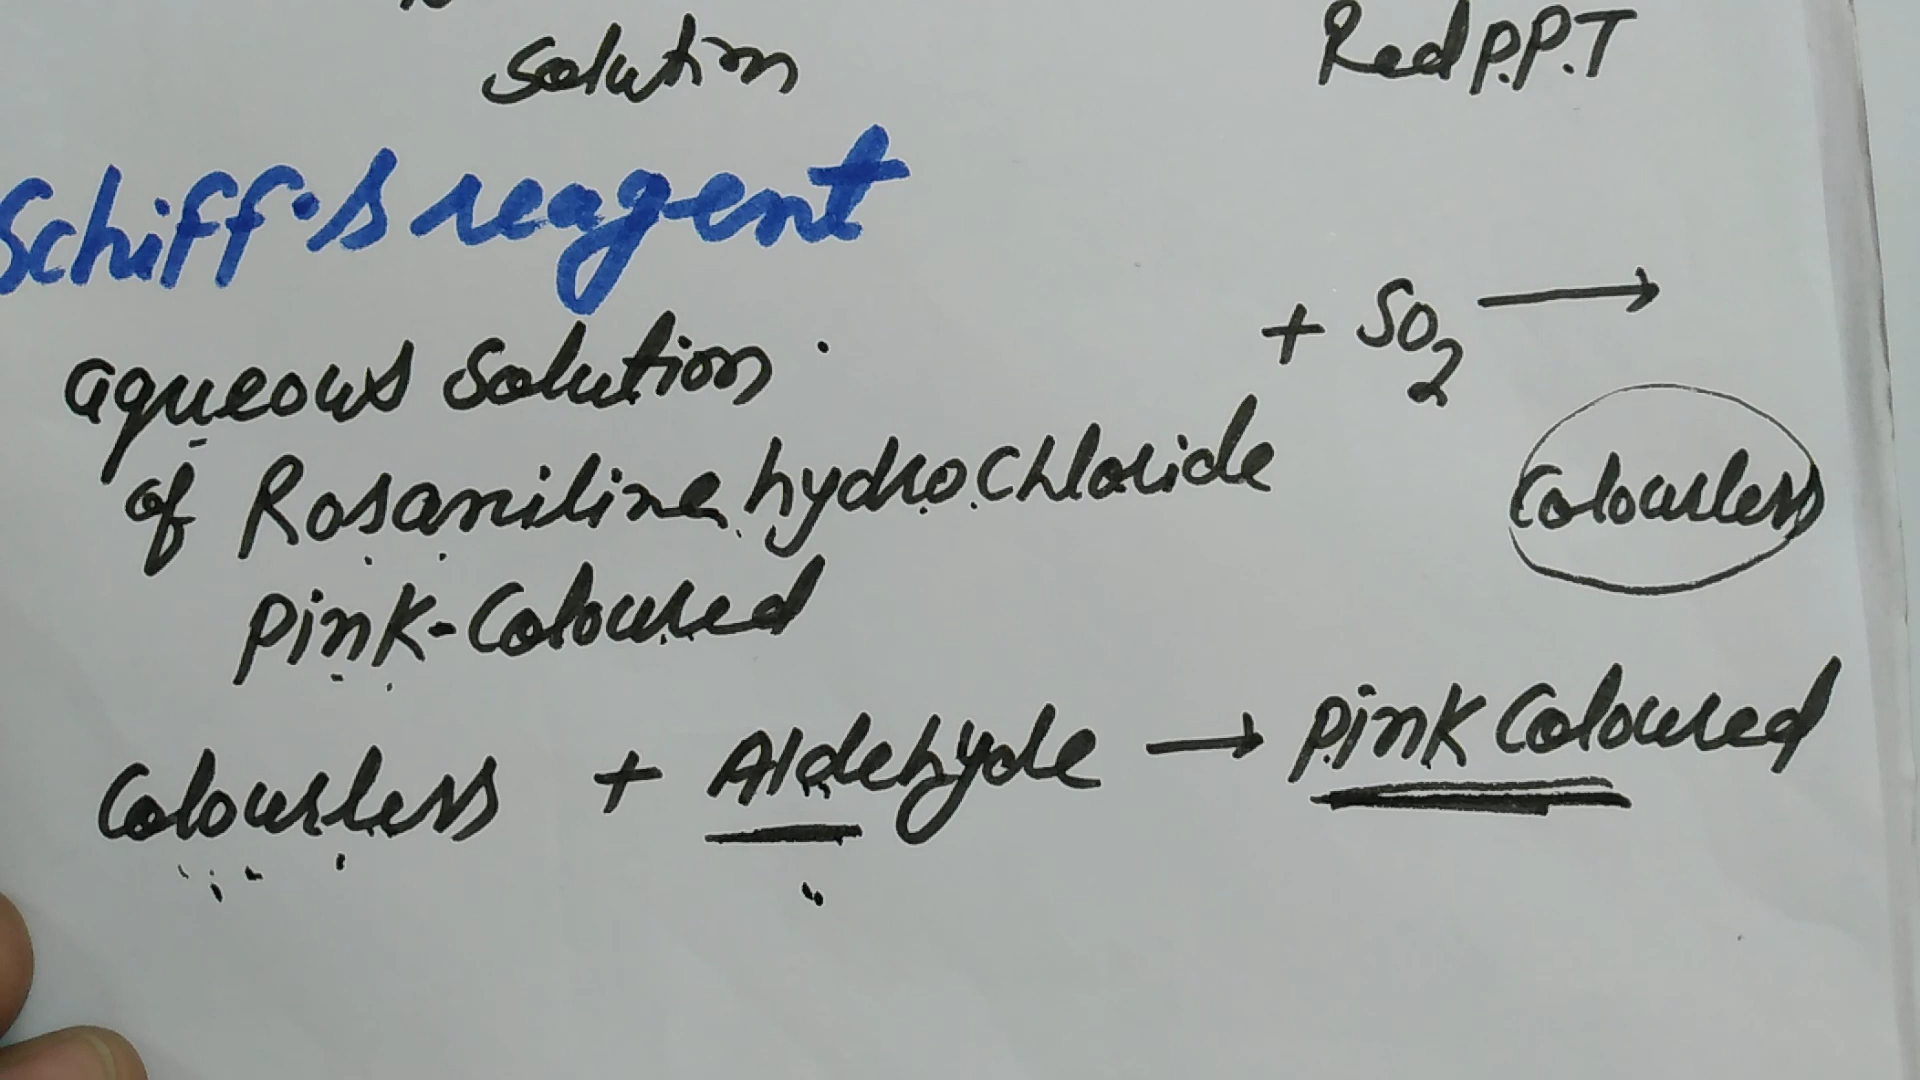 Solution Red P.P.T
Schiff's reagent
aqueous solution + SO2 →
of Rosaniline hydrochloride Colourless
Pink-Coloured
Colourless + Aldehyde → Pink Coloured